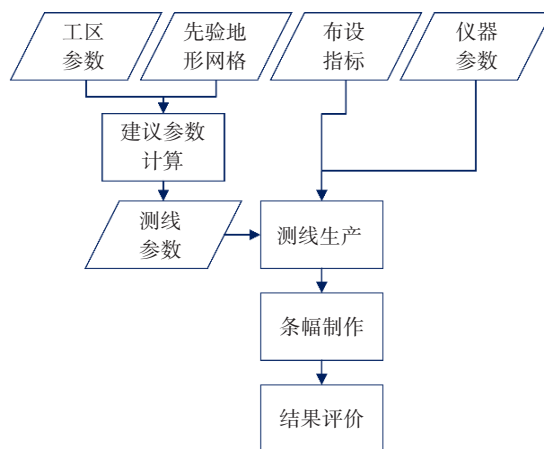 工区
参数
先验地
形网格
布设
指标
仪器
参数
建议参数
计算
测线
参数
测线生产
条幅制作
结果评价